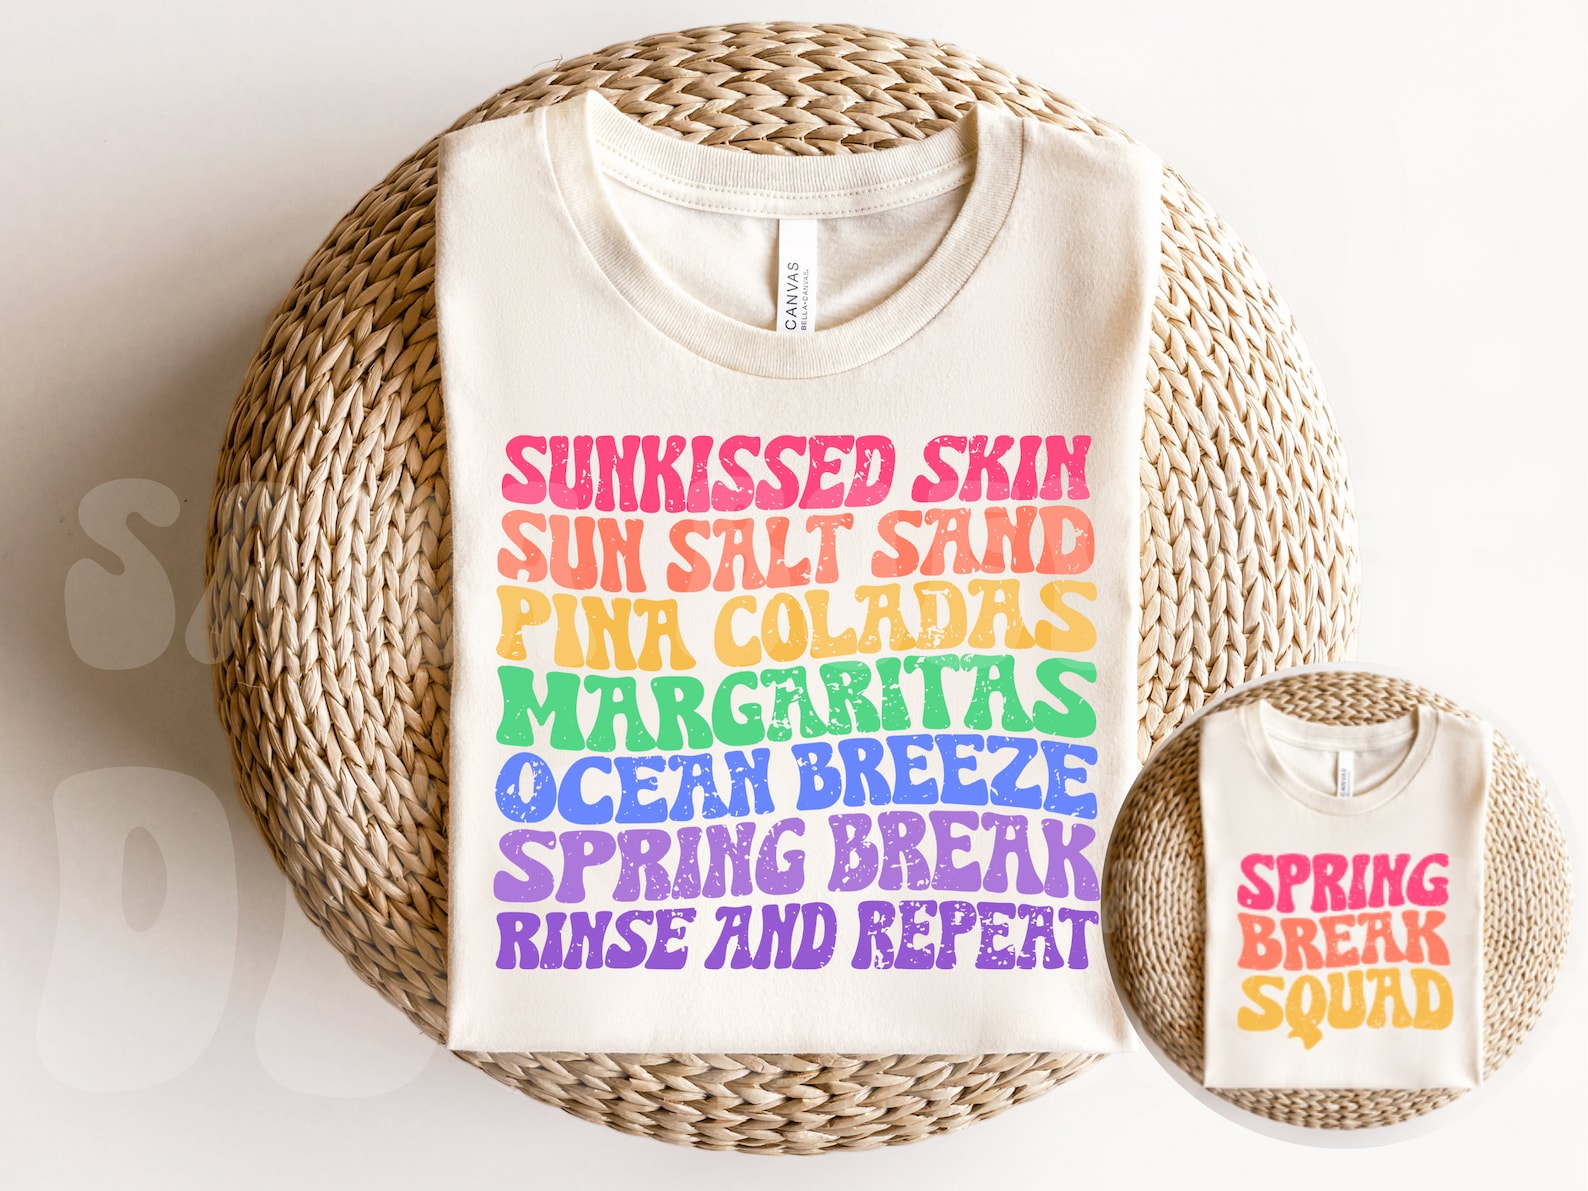 CANVAS
BELLA+CANVAS.
SUNKISSED SKIN
SUN SALT SAND
PINA COLADAS
MARGARITAS
OCEAN BREEZE
SPRING BREAK
RINSE AND REPEAT
CANVAS
SPRING
BREAK
SQUAD